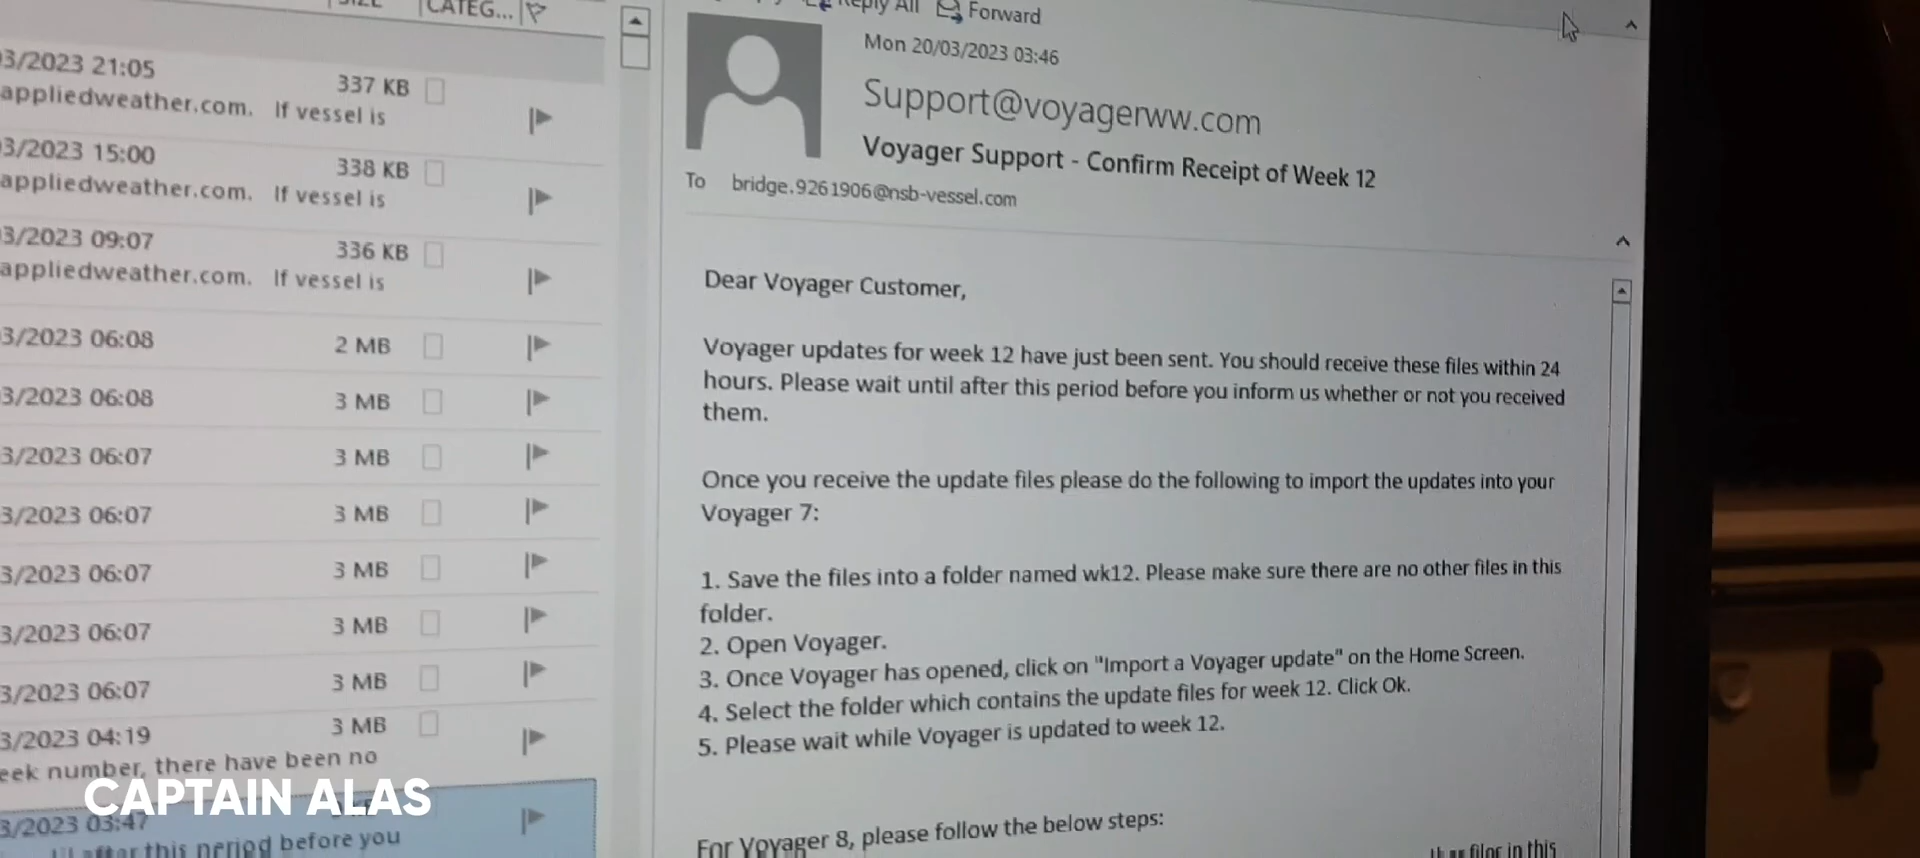 SIZE
CATEG...
Reply All
Forward
3/2023 21:05
337 KB
appliedweather.com. If vessel is
3/2023 15:00
338 KB
appliedweather.com. If vessel is
3/2023 09:07
336 KB
appliedweather.com. If vessel is
3/2023 06:08
2 MB
3/2023 06:08
3 MB
3/2023 06:07
3 MB
3/2023 06:07
3 MB
3/2023 06:07
3 MB
3/2023 06:07
3 MB
3/2023 06:07
3 MB
3/2023 04:19
3 MB
eek number, there have been no
CAPTAIN ALAS
3/2023 03:47
after this period before you
Mon 20/03/2023 03:46
Support@voyagerww.com
Voyager Support - Confirm Receipt of Week 12
To bridge.9261906@nsb-vessel.com
Dear Voyager Customer,
Voyager updates for week 12 have just been sent. You should receive these files within 24
hours. Please wait until after this period before you inform us whether or not you received
them.
Once you receive the update files please do the following to import the updates into your
Voyager 7:
1. Save the files into a folder named wk12. Please make sure there are no other files in this
folder.
2. Open Voyager.
3. Once Voyager has opened, click on "Import a Voyager update" on the Home Screen.
4. Select the folder which contains the update files for week 12. Click Ok.
5. Please wait while Voyager is updated to week 12.
For Voyager 8, please follow the below steps:
in this